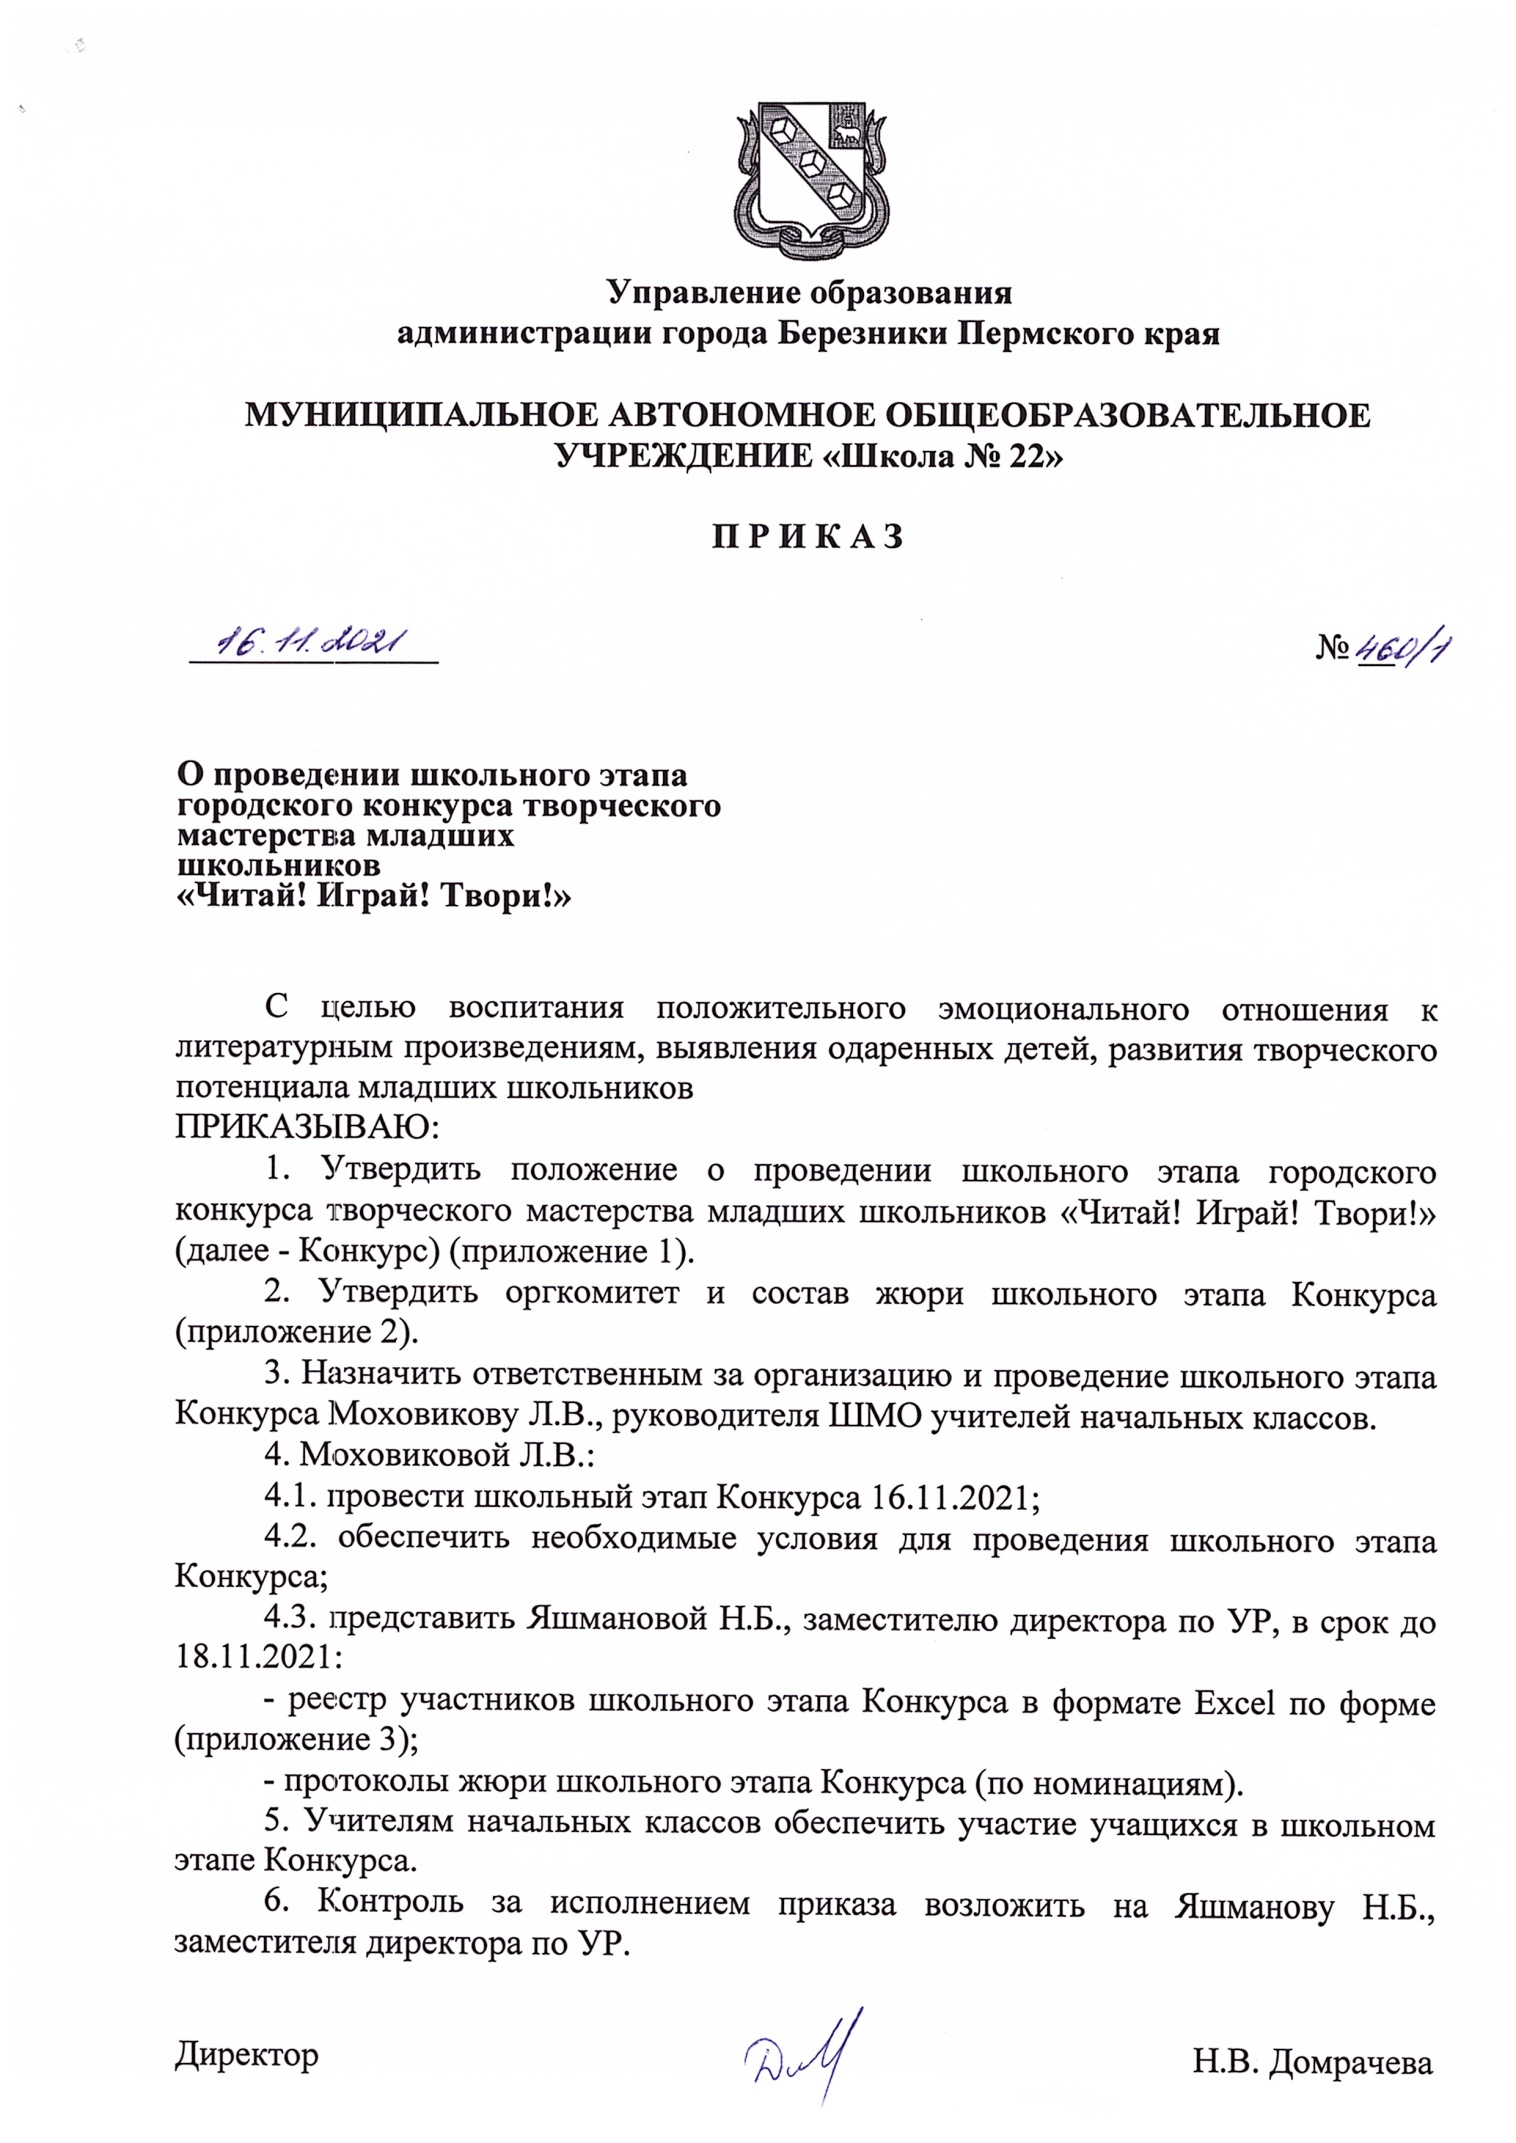 Управление образования
администрации города Березники Пермского края
МУНИЦИПАЛЬНОЕ АВТОНОМНОЕ ОБЩЕОБРАЗОВАТЕЛЬНОЕ
УЧРЕЖДЕНИЕ «Школа № 22»
П Р И К А З
16.11.2021
№ 460/1
О проведении школьного этапа
городского конкурса творческого
мастерства младших
школьников
«Читай! Играй! Твори!»
С целью воспитания положительного эмоционального отношения к
литературным произведениям, выявления одаренных детей, развития творческого
потенциала младших школьников
ПРИКАЗЫВАЮ:
1. Утвердить положение о проведении школьного этапа городского
конкурса творческого мастерства младших школьников «Читай! Играй! Твори!»
(далее - Конкурс) (приложение 1).
2. Утвердить оргкомитет и состав жюри школьного этапа Конкурса
(приложение 2).
3. Назначить ответственным за организацию и проведение школьного этапа
Конкурса Моховикову Л.В., руководителя ШМО учителей начальных классов.
4. Моховиковой Л.В.:
4.1. провести школьный этап Конкурса 16.11.2021;
4.2. обеспечить необходимые условия для проведения школьного этапа
Конкурса;
4.3. представить Яшмановой Н.Б., заместителю директора по УР, в срок до
18.11.2021:
- реестр участников школьного этапа Конкурса в формате Excel по форме
(приложение 3);
- протоколы жюри школьного этапа Конкурса (по номинациям).
5. Учителям начальных классов обеспечить участие учащихся в школьном
этапе Конкурса.
6. Контроль за исполнением приказа возложить на Яшманову Н.Б.,
заместителя директора по УР.
Директор
Н.В. Домрачева